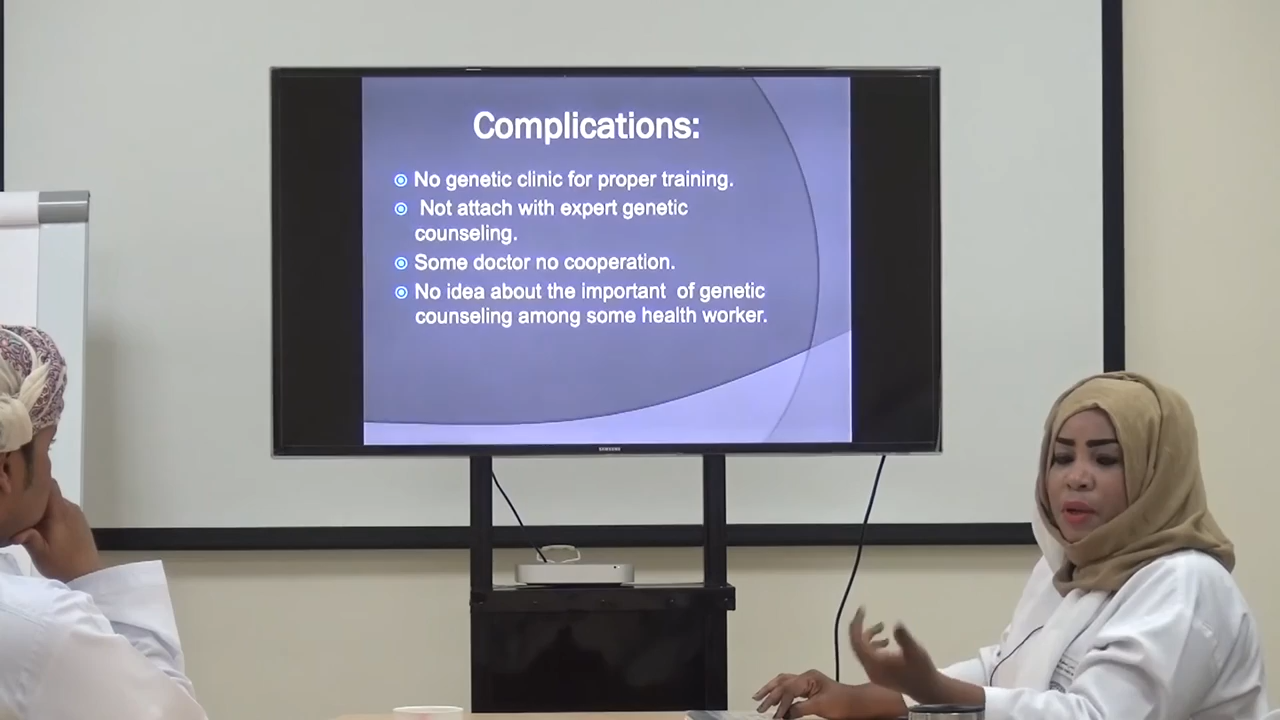 Complications:
No genetic clinic for proper training.
Not attach with expert genetic
counseling.
Some doctor no cooperation.
No idea about the important of genetic
counseling among some health worker.
SAMSUNG